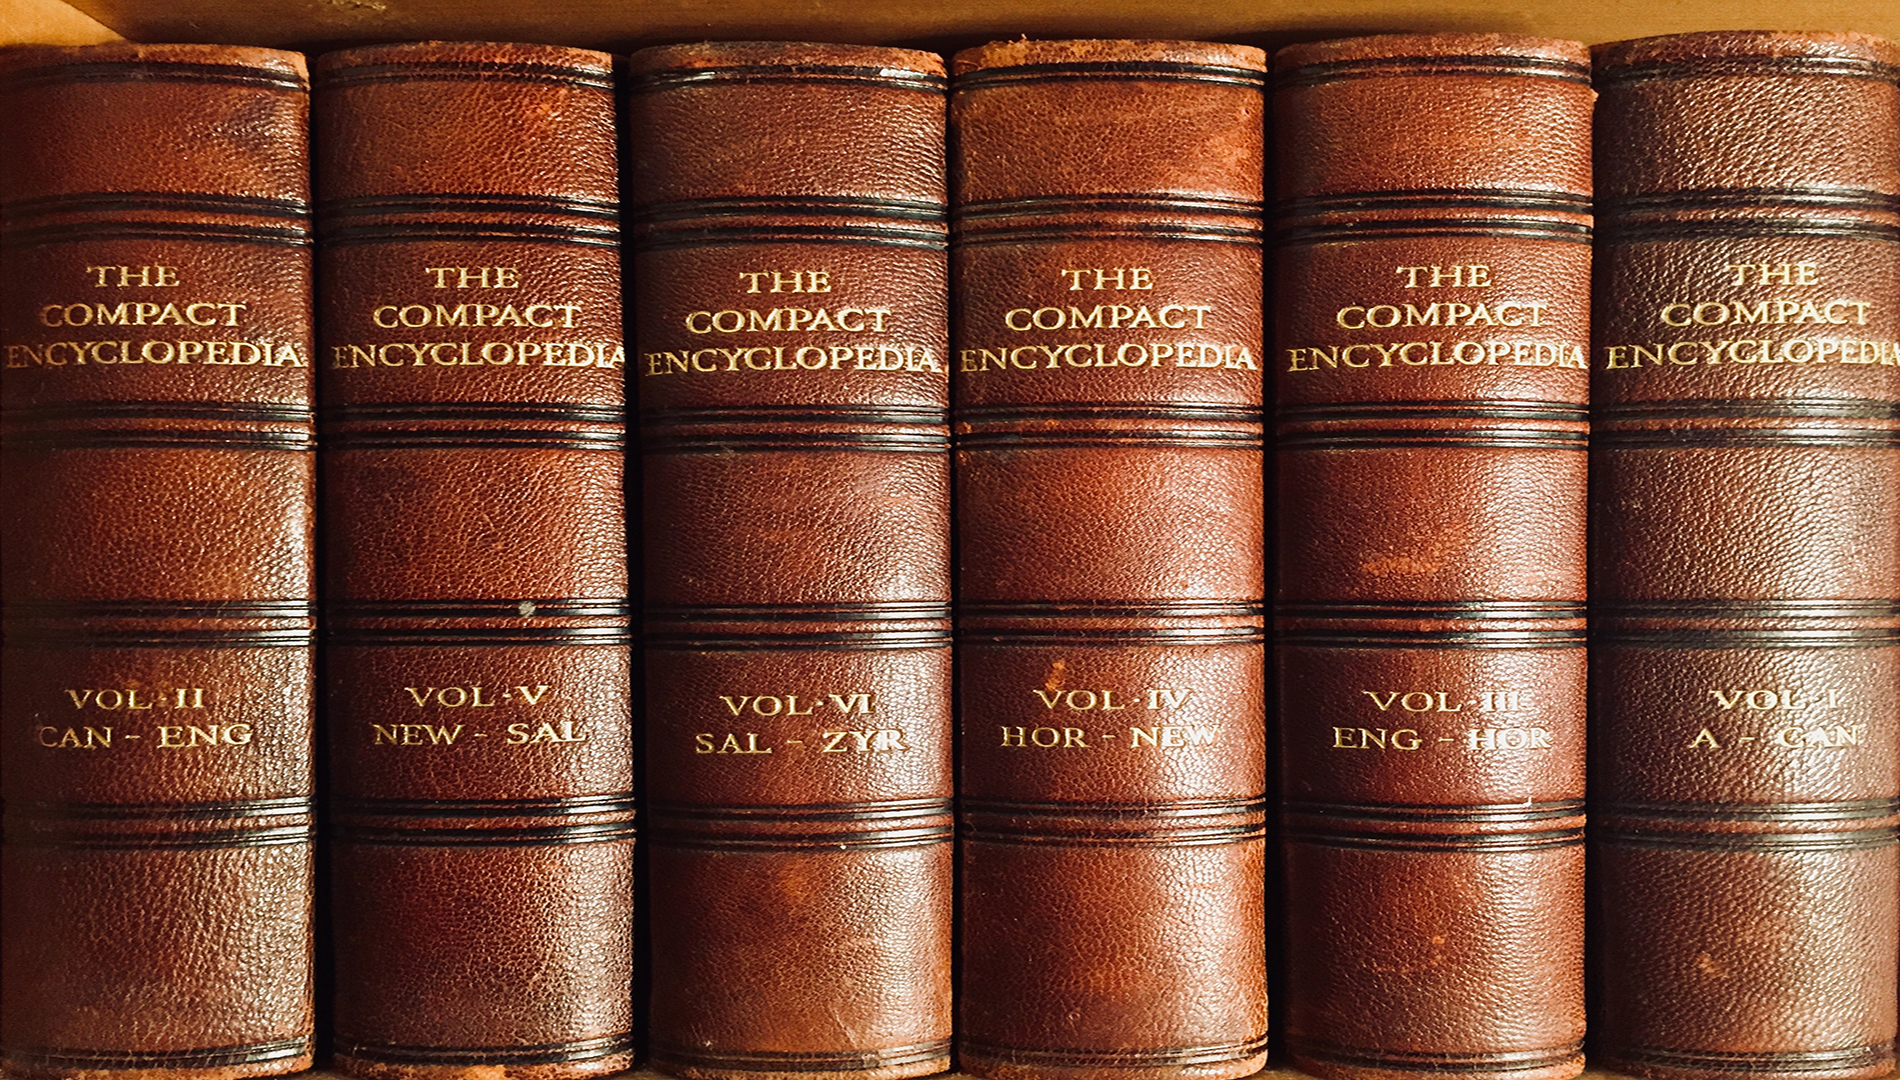 THE
COMPACT
ENCYCLOPEDIA
VOL·II
CAN - ENG
THE
COMPACT
ENCYCLOPEDIA
VOL·V
NEW - SAL
THE
COMPACT
ENCYCLOPEDIA
VOL·VI
SAL - ZYR
THE
COMPACT
ENCYCLOPEDIA
VOL·IV
HOR - NEW
THE
COMPACT
ENCYCLOPEDIA
VOL·III
ENG - HOR
THE
COMPACT
ENCYCLOPEDIA
VOL·I
A - CAN